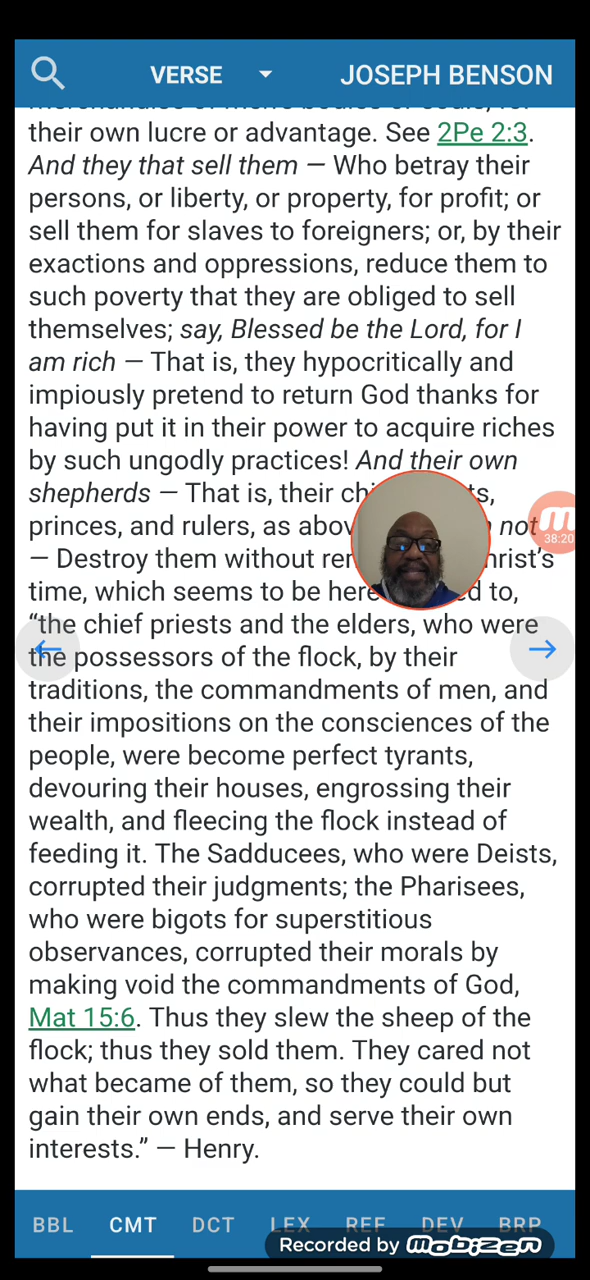 VERSE JOSEPH BENSON
their own lucre or advantage. See 2Pe 2:3.
And they that sell them — Who betray their
persons, or liberty, or property, for profit; or
sell them for slaves to foreigners; or, by their
exactions and oppressions, reduce them to
such poverty that they are obliged to sell
themselves; say, Blessed be the Lord, for I
am rich — That is, they hypocritically and
impiously pretend to return God thanks for
having put it in their power to acquire riches
by such ungodly practices! And their own
shepherds — That is, their
princes, and rulers, as not
38:20
— Destroy them without
time, which seems to be to,
“the chief priests and the elders, who were
the possessors of the flock, by their
traditions, the commandments of men, and
their impositions on the consciences of the
people, were become perfect tyrants,
devouring their houses, engrossing their
wealth, and fleecing the flock instead of
feeding it. The Sadducees, who were Deists,
corrupted their judgments; the Pharisees,
who were bigots for superstitious
observances, corrupted their morals by
making void the commandments of God,
Mat 15:6. Thus they slew the sheep of the
flock; thus they sold them. They cared not
what became of them, so they could but
gain their own ends, and serve their own
interests.” — Henry.
BBL CMT DCT LEX REF DEV BRP
Recorded by mobizen